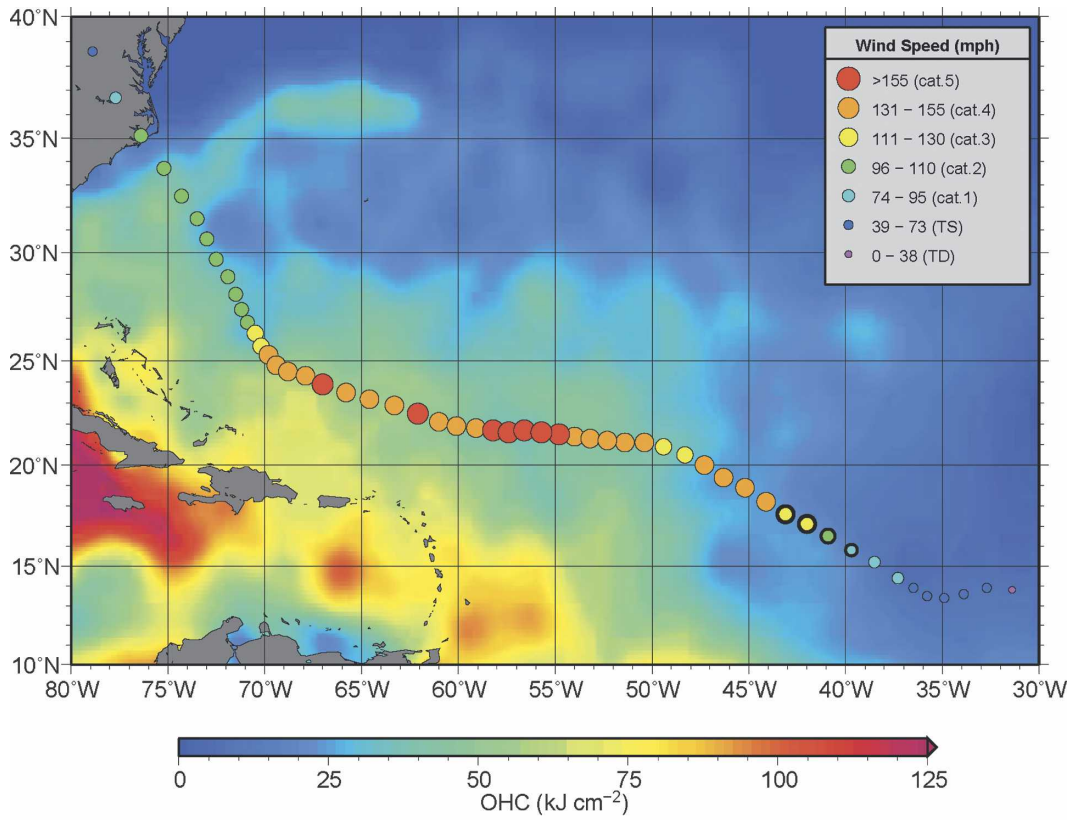 40°N
35°N
30°N
25°N
20°N
15°N
10°N
80°W 75°W 70°W 65°W 60°W 55°W 50°W 45°W 40°W 35°W 30°W
Wind Speed (mph)
>155 (cat.5)
131 – 155 (cat.4)
111 – 130 (cat.3)
96 – 110 (cat.2)
74 – 95 (cat.1)
39 – 73 (TS)
0 – 38 (TD)
0 25 50 75 100 125
OHC (kJ cm⁻²)